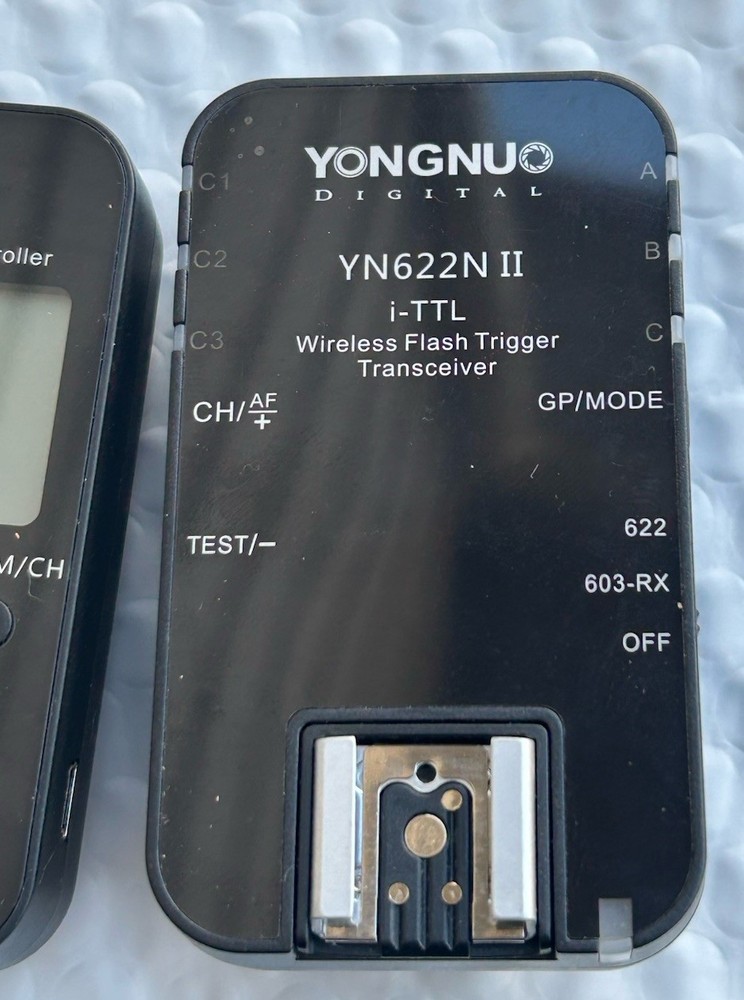 YONGNUO
DIGITAL
C1
A
C2
B
YN622N II
i-TTL
C3
C
Wireless Flash Trigger
Transceiver
CH/AF
+
GP/MODE
TEST/–
622
603-RX
OFF
roller
M/CH